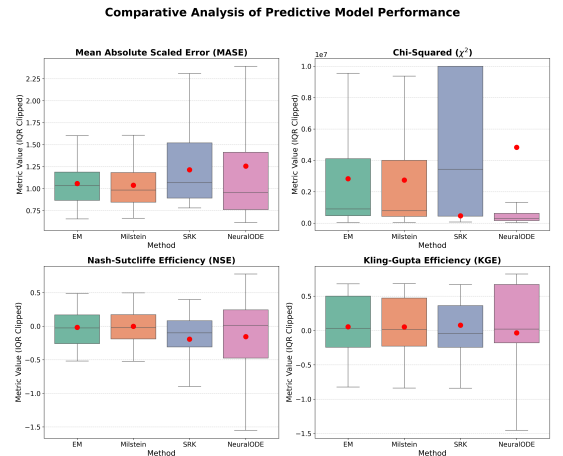 Comparative Analysis of Predictive Model Performance
Mean Absolute Scaled Error (MASE)
Metric Value (IQR Clipped)
2.25
2.00
1.75
1.50
1.25
1.00
0.75
EM Milstein SRK NeuralODE
Method
Chi-Squared (χ²)
1e7
Metric Value (IQR Clipped)
1.0
0.8
0.6
0.4
0.2
0.0
EM Milstein SRK NeuralODE
Method
Nash-Sutcliffe Efficiency (NSE)
Metric Value (IQR Clipped)
0.5
0.0
−0.5
−1.0
−1.5
EM Milstein SRK NeuralODE
Method
Kling-Gupta Efficiency (KGE)
Metric Value (IQR Clipped)
0.5
0.0
−0.5
−1.0
−1.5
EM Milstein SRK NeuralODE
Method